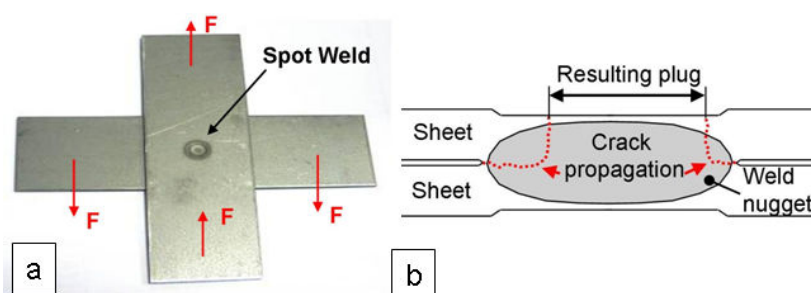 F
Spot Weld
F
F
F
a
Resulting plug
Sheet
Crack
propagation
Sheet
Weld
nugget
b